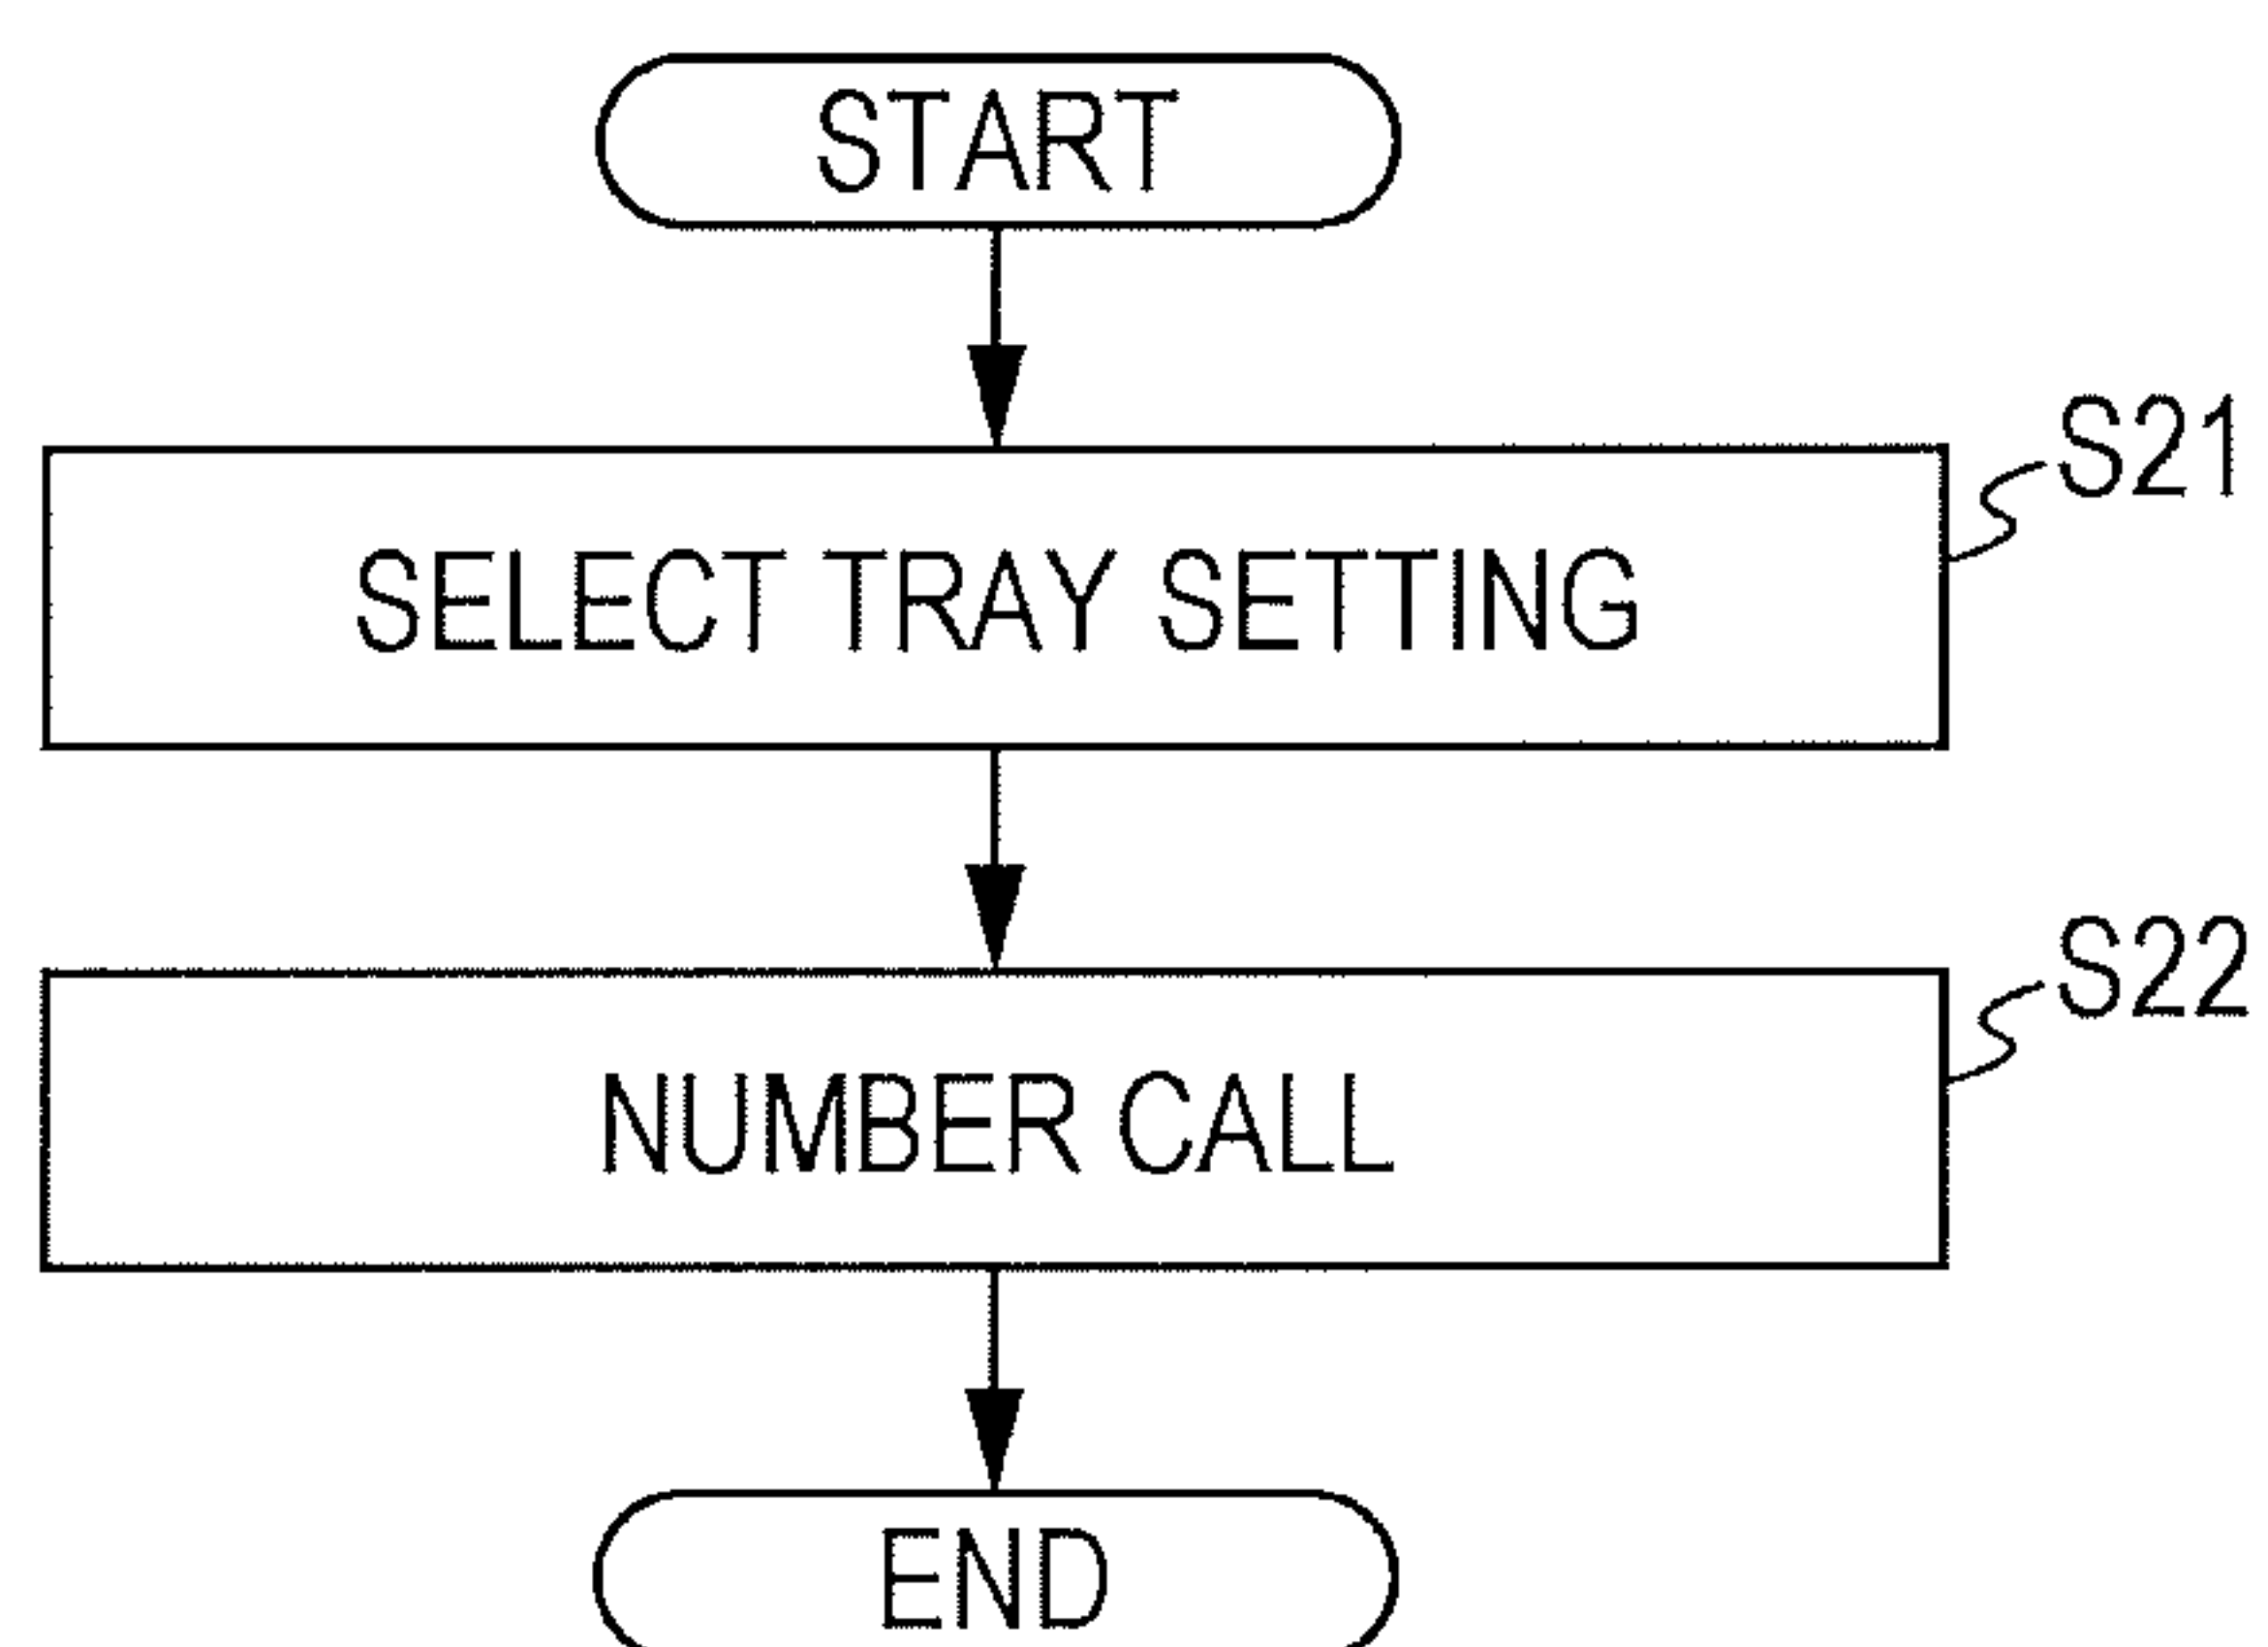 START
S21
SELECT TRAY SETTING
S22
NUMBER CALL
END